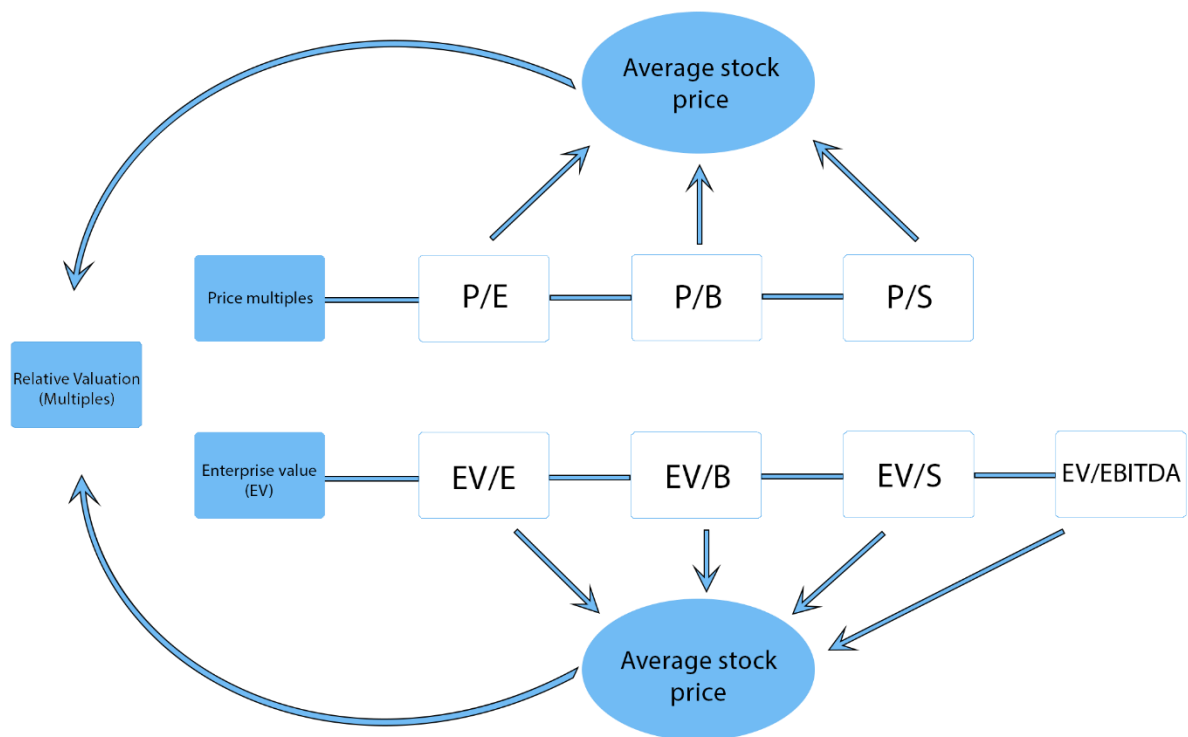 Average stock
price
Price multiples
P/E
P/B
P/S
Relative Valuation
(Multiples)
Enterprise value
(EV)
EV/E
EV/B
EV/S
EV/EBITDA
Average stock
price